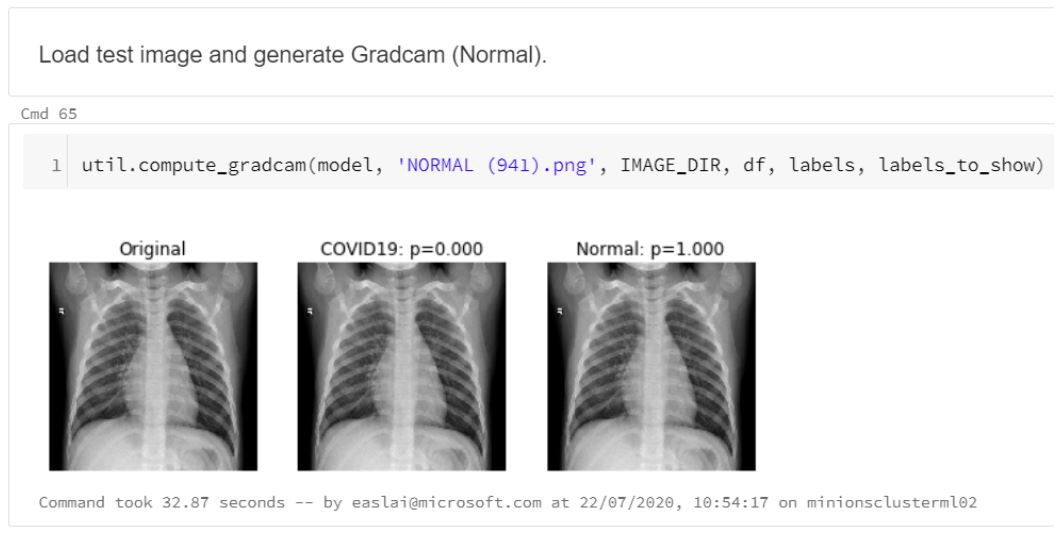 Load test image and generate Gradcam (Normal).
Cmd 65
1 util.compute_gradcam(model, 'NORMAL (941).png', IMAGE_DIR, df, labels, labels_to_show)
Original COVID19: p=0.000 Normal: p=1.000
Command took 32.87 seconds -- by easlai@microsoft.com at 22/07/2020, 10:54:17 on minionsclusterml02